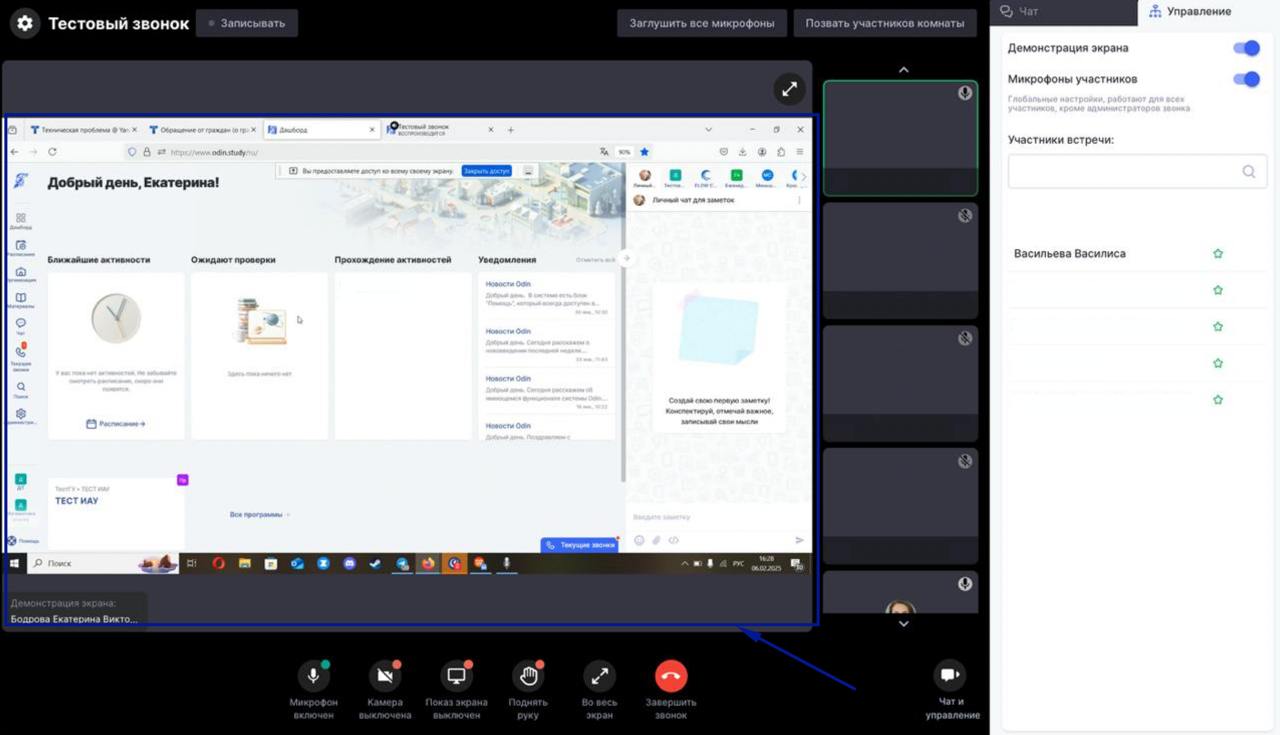 Тестовый звонок
Записывать
Заглушить все микрофоны
Позвать участников комнаты
Чат
Управление
Демонстрация экрана
Микрофоны участников
Глобальные настройки, работают для всех
участников, кроме администраторов звонка
Участники встречи:
Васильева Василиса
Техническая проблема @ Yan
Обращение от граждан (о гр
Дашборд
Тестовый звонок
ВОСПРОИЗВОДИТСЯ
https://www.odin.study/ru/
90%
Вы предоставляете доступ ко всему своему экрану.
Закрыть доступ
Добрый день, Екатерина!
Личный чат для заметок
Дашборд
Расписание
Материалы
Чат
Текущие
звонки
Поиск
Помощь
Ближайшие активности
Ожидают проверки
Прохождение активностей
Уведомления
Отметить всё
У вас пока нет активностей. Не забывайте
смотреть расписание, скоро они
появятся.
Расписание
Здесь пока ничего нет
Новости Odin
Добрый день. В системе есть блок
"Помощь", который всегда доступен в...
Новости Odin
Добрый день. Сегодня расскажем о
нововведении последней недели...
Новости Odin
Добрый день. Сегодня расскажем об
имеющемся функционале системы Odin...
Новости Odin
Добрый день. Поздравляем с
Создай свою первую заметку!
Конспектируй, отмечай важное,
записывай свои мысли
ТестГУ • ТЕСТ ИАУ
ТЕСТ ИАУ
Пр
Все программы
Введите заметку
Текущие звонки
Поиск
РУС
16:28
06.02.2025
Демонстрация экрана:
Бодрова Екатерина Викто...
Микрофон
включен
Камера
выключена
Показ экрана
выключен
Поднять
руку
Во весь
экран
Завершить
звонок
Чат и
управление